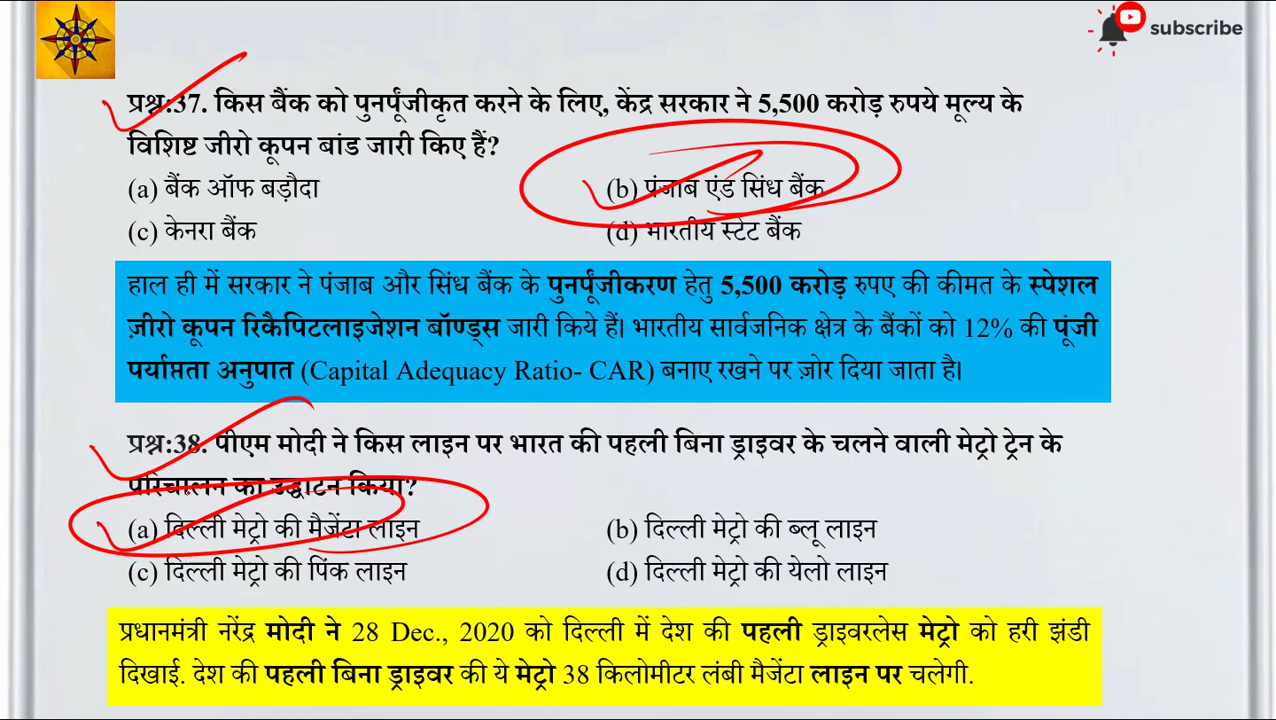 subscribe
प्रश्न:37. किस बैंक को पुनर्पूंजीकृत करने के लिए, केंद्र सरकार ने 5,500 करोड़ रुपये मूल्य के
विशिष्ट जीरो कूपन बांड जारी किए हैं?
(a) बैंक ऑफ बड़ौदा (b) पंजाब एंड सिंध बैंक
(c) केनरा बैंक (d) भारतीय स्टेट बैंक
हाल ही में सरकार ने पंजाब और सिंध बैंक के पुनर्पूंजीकरण हेतु 5,500 करोड़ रुपए की कीमत के स्पेशल
ज़ीरो कूपन रिकैपिटलाइजेशन बॉण्ड्स जारी किये हैं। भारतीय सार्वजनिक क्षेत्र के बैंकों को 12% की पूंजी
पर्याप्तता अनुपात (Capital Adequacy Ratio- CAR) बनाए रखने पर ज़ोर दिया जाता है।
प्रश्न:38. पीएम मोदी ने किस लाइन पर भारत की पहली बिना ड्राइवर के चलने वाली मेट्रो ट्रेन के
परिचालन का उद्घाटन किया?
(a) दिल्ली मेट्रो की मैजेंटा लाइन (b) दिल्ली मेट्रो की ब्लू लाइन
(c) दिल्ली मेट्रो की पिंक लाइन (d) दिल्ली मेट्रो की येलो लाइन
प्रधानमंत्री नरेंद्र मोदी ने 28 Dec., 2020 को दिल्ली में देश की पहली ड्राइवरलेस मेट्रो को हरी झंडी
दिखाई. देश की पहली बिना ड्राइवर की ये मेट्रो 38 किलोमीटर लंबी मैजेंटा लाइन पर चलेगी.